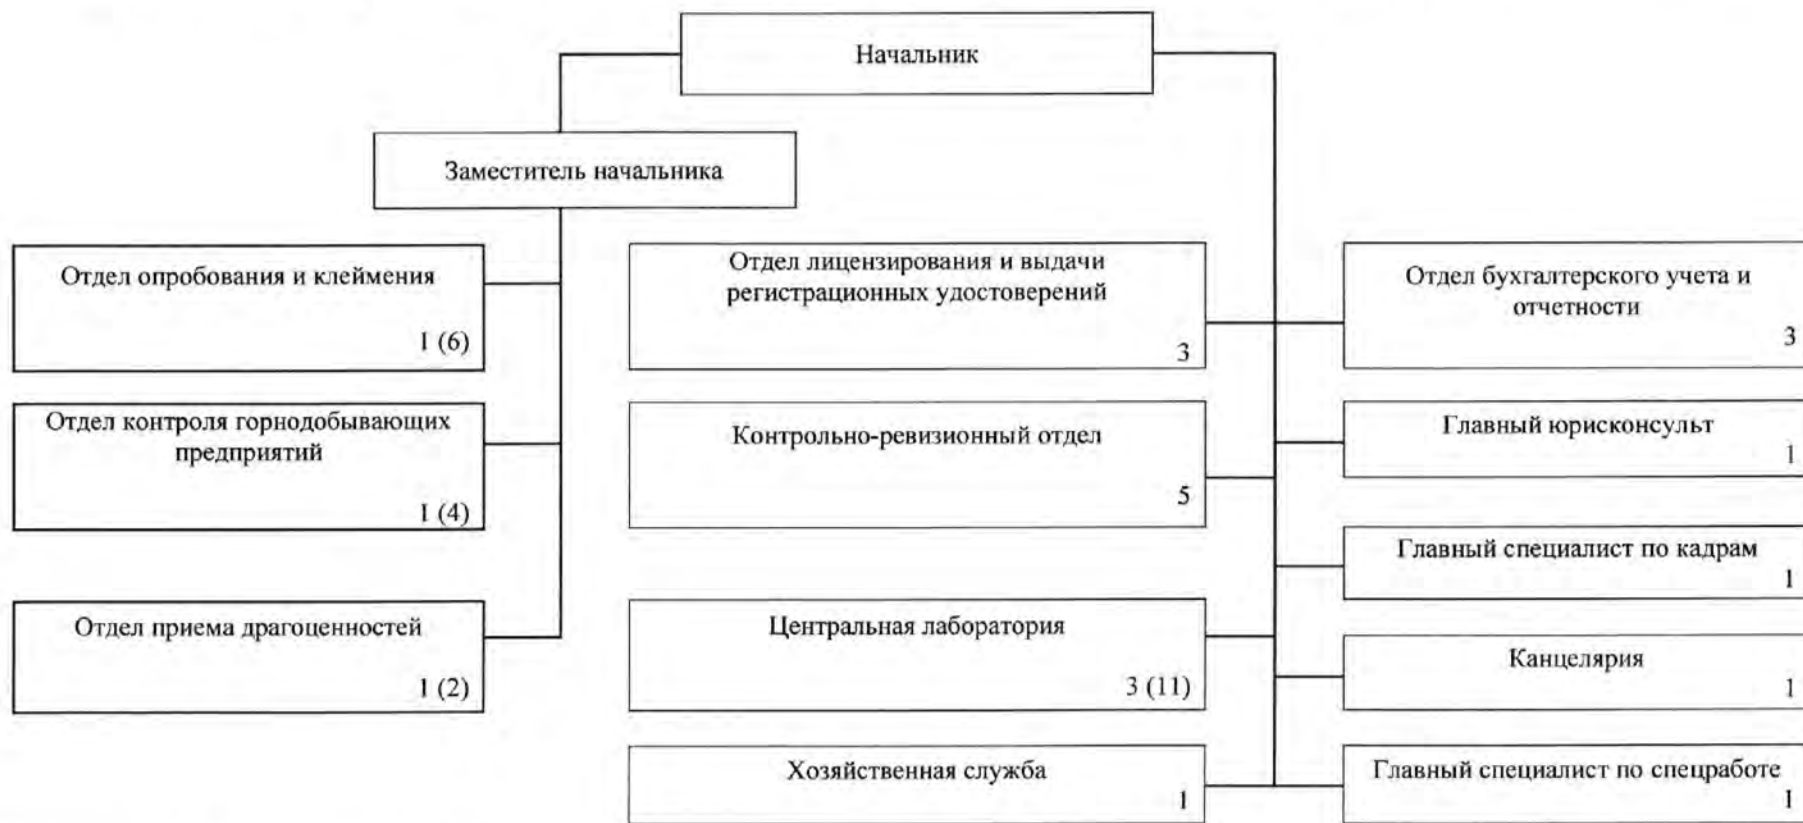 Начальник
Заместитель начальника
Отдел опробования и клеймения
1 (6)
Отдел контроля горнодобывающих
предприятий
1 (4)
Отдел приема драгоценностей
1 (2)
Отдел лицензирования и выдачи
регистрационных удостоверений
3
Контрольно-ревизионный отдел
5
Центральная лаборатория
3 (11)
Хозяйственная служба
1
Отдел бухгалтерского учета и
отчетности
3
Главный юрисконсульт
1
Главный специалист по кадрам
1
Канцелярия
1
Главный специалист по спецработе
1